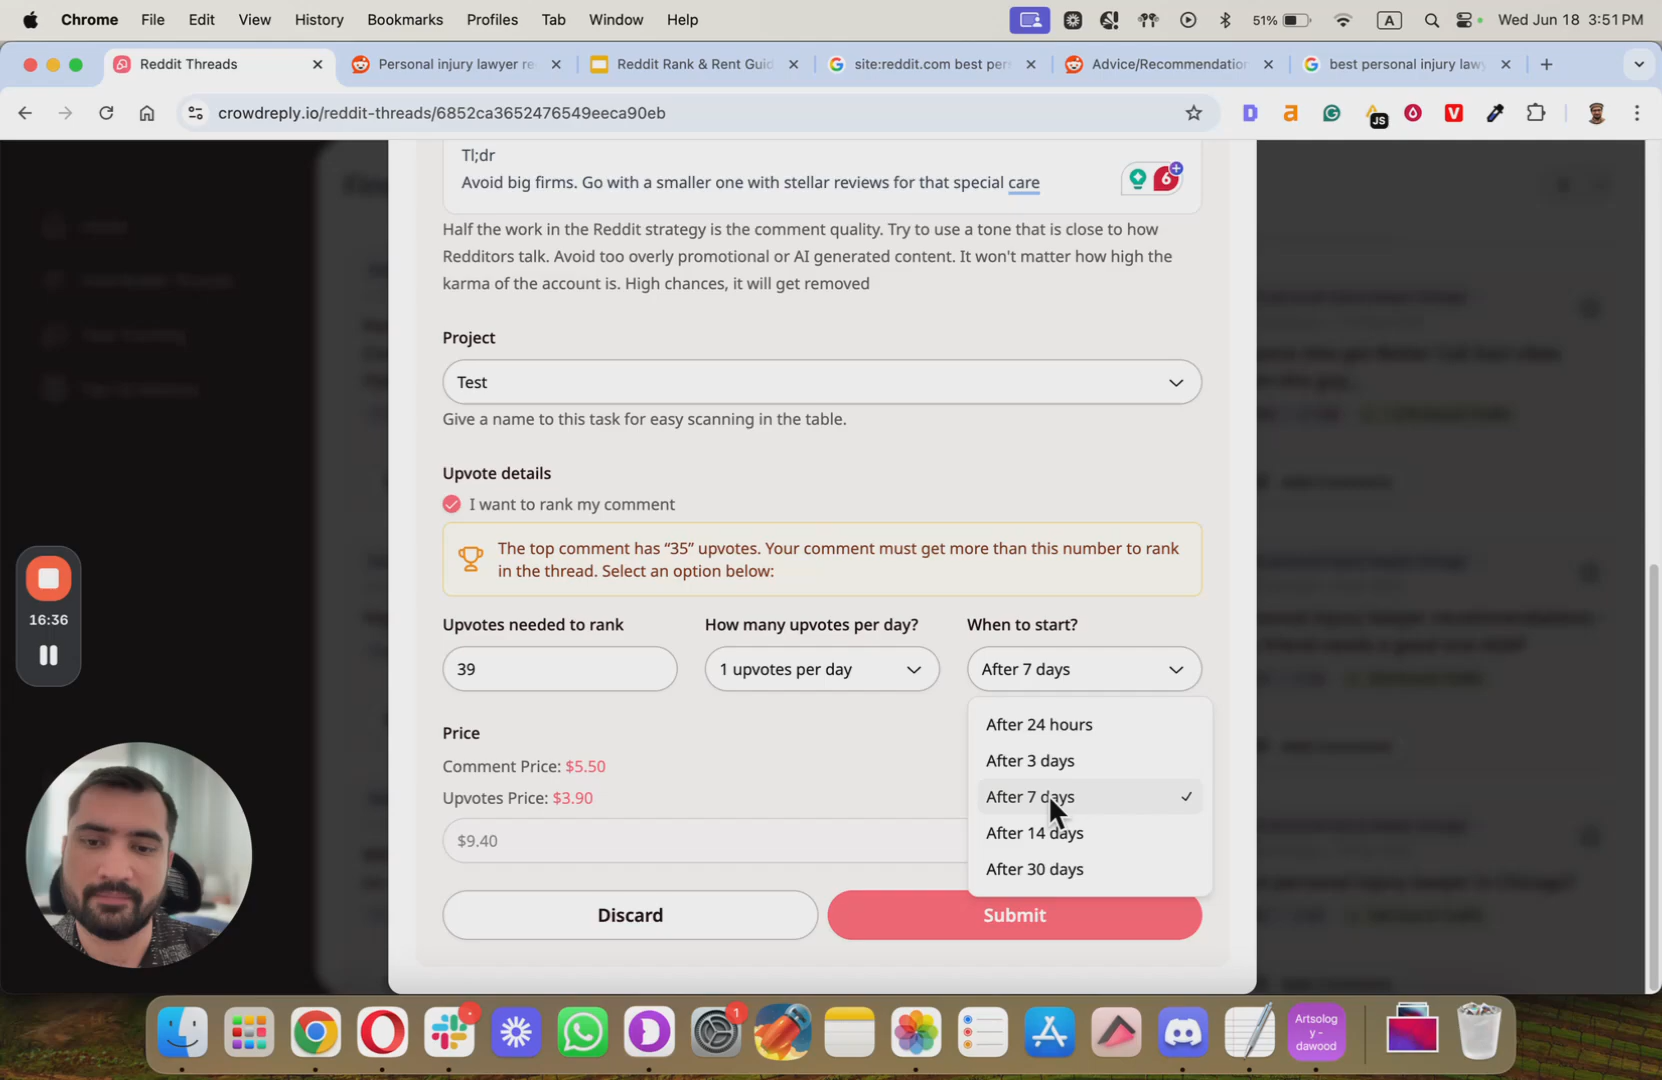 Chrome File Edit View History Bookmarks Profiles Tab Window Help 51% A Wed Jun 18 3:51 PM
Reddit Threads Personal injury lawyer re Reddit Rank & Rent Guid site:reddit.com best per Advice/Recommendation best personal injury law
crowdreply.io/reddit-threads/6852ca3652476549eeca90eb
JS
Tl;dr
Avoid big firms. Go with a smaller one with stellar reviews for that special care
6
Half the work in the Reddit strategy is the comment quality. Try to use a tone that is close to how
Redditors talk. Avoid too overly promotional or AI generated content. It won't matter how high the
karma of the account is. High chances, it will get removed
Project
Test
Give a name to this task for easy scanning in the table.
Upvote details
I want to rank my comment
The top comment has “35” upvotes. Your comment must get more than this number to rank
in the thread. Select an option below:
Upvotes needed to rank How many upvotes per day? When to start?
39 1 upvotes per day After 7 days
16:36
After 24 hours
After 3 days
After 7 days
After 14 days
After 30 days
Price
Comment Price: $5.50
Upvotes Price: $3.90
$9.40
Discard Submit
1
Artsolog
y -
dawood